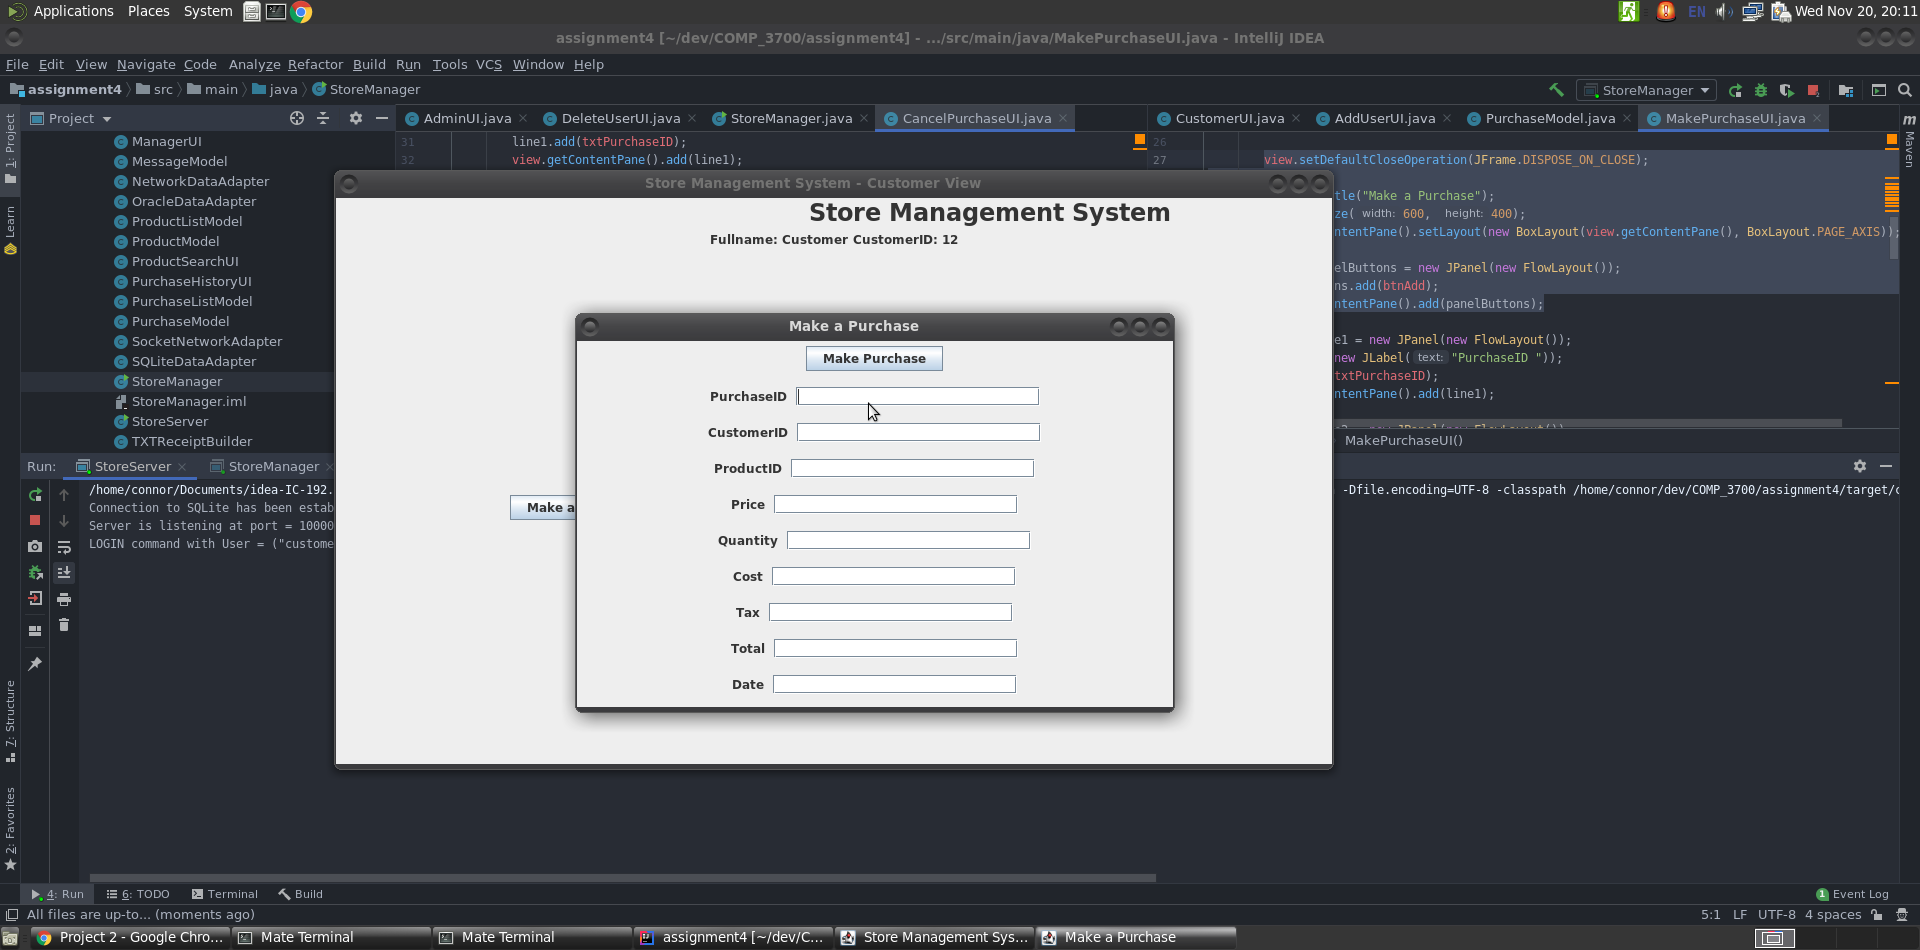 Applications Places System EN Wed Nov 20, 20:11
assignment4 [~/dev/COMP_3700/assignment4] - .../src/main/java/MakePurchaseUI.java - IntelliJ IDEA
File Edit View Navigate Code Analyze Refactor Build Run Tools VCS Window Help
assignment4 src main java StoreManager StoreManager
Project
AdminUI.java DeleteUserUI.java StoreManager.java CancelPurchaseUI.java CustomerUI.java AddUserUI.java PurchaseModel.java MakePurchaseUI.java
1: Project
Learn
7: Structure
2: Favorites
Maven
ManagerUI
MessageModel
NetworkDataAdapter
OracleDataAdapter
ProductListModel
ProductModel
ProductSearchUI
PurchaseHistoryUI
PurchaseListModel
PurchaseModel
SocketNetworkAdapter
SQLiteDataAdapter
StoreManager
StoreManager.iml
StoreServer
TXTReceiptBuilder
31 line1.add(txtPurchaseID);
32 view.getContentPane().add(line1);
26
27 view.setDefaultCloseOperation(JFrame.DISPOSE_ON_CLOSE);
tle("Make a Purchase");
ze( width: 600, height: 400);
ntentPane().setLayout(new BoxLayout(view.getContentPane(), BoxLayout.PAGE_AXIS));
elButtons = new JPanel(new FlowLayout());
ns.add(btnAdd);
ntentPane().add(panelButtons);
e1 = new JPanel(new FlowLayout());
new JLabel( text: "PurchaseID "));
txtPurchaseID);
ntentPane().add(line1);
MakePurchaseUI()
Store Management System - Customer View
Store Management System
Fullname: Customer CustomerID: 12
Make a
Make a Purchase
Make Purchase
PurchaseID
CustomerID
ProductID
Price
Quantity
Cost
Tax
Total
Date
Run: StoreServer StoreManager
/home/connor/Documents/idea-IC-192. -Dfile.encoding=UTF-8 -classpath /home/connor/dev/COMP_3700/assignment4/target/c
Connection to SQLite has been estab
Server is listening at port = 10000
LOGIN command with User = ("custome
4: Run 6: TODO Terminal Build 1 Event Log
All files are up-to... (moments ago) 5:1 LF UTF-8 4 spaces
Project 2 - Google Chro... Mate Terminal Mate Terminal assignment4 [~/dev/C... Store Management Sys... Make a Purchase